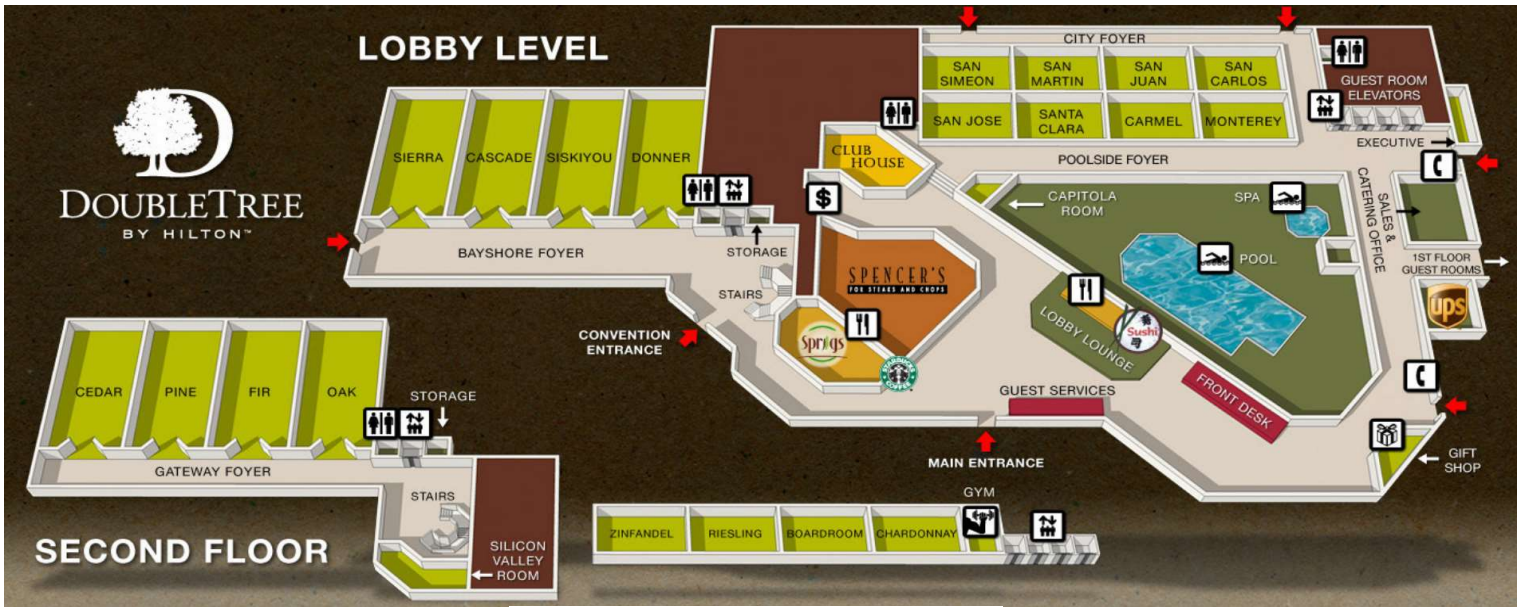 LOBBY LEVEL
DOUBLETREE
BY HILTON™
SIERRA
CASCADE
SISKIYOU
DONNER
BAYSHORE FOYER
STORAGE
STAIRS
CONVENTION
ENTRANCE
CITY FOYER
SAN
SIMEON
SAN
MARTIN
SAN
JUAN
SAN
CARLOS
SAN JOSE
SANTA
CLARA
CARMEL
MONTEREY
GUEST ROOM
ELEVATORS
EXECUTIVE
CLUB
HOUSE
$
POOLSIDE FOYER
CAPITOLA
ROOM
SPA
POOL
SALES &
CATERING OFFICE
1ST FLOOR
GUEST ROOMS
ups
SPENCER'S
FOR STEAKS AND CHOPS
Sprigs
STARBUCKS
COFFEE
LOBBY LOUNGE
Sushi
GUEST SERVICES
FRONT DESK
MAIN ENTRANCE
GIFT
SHOP
CEDAR
PINE
FIR
OAK
STORAGE
GATEWAY FOYER
STAIRS
SECOND FLOOR
SILICON
VALLEY
ROOM
GYM
ZINFANDEL
RIESLING
BOARDROOM
CHARDONNAY